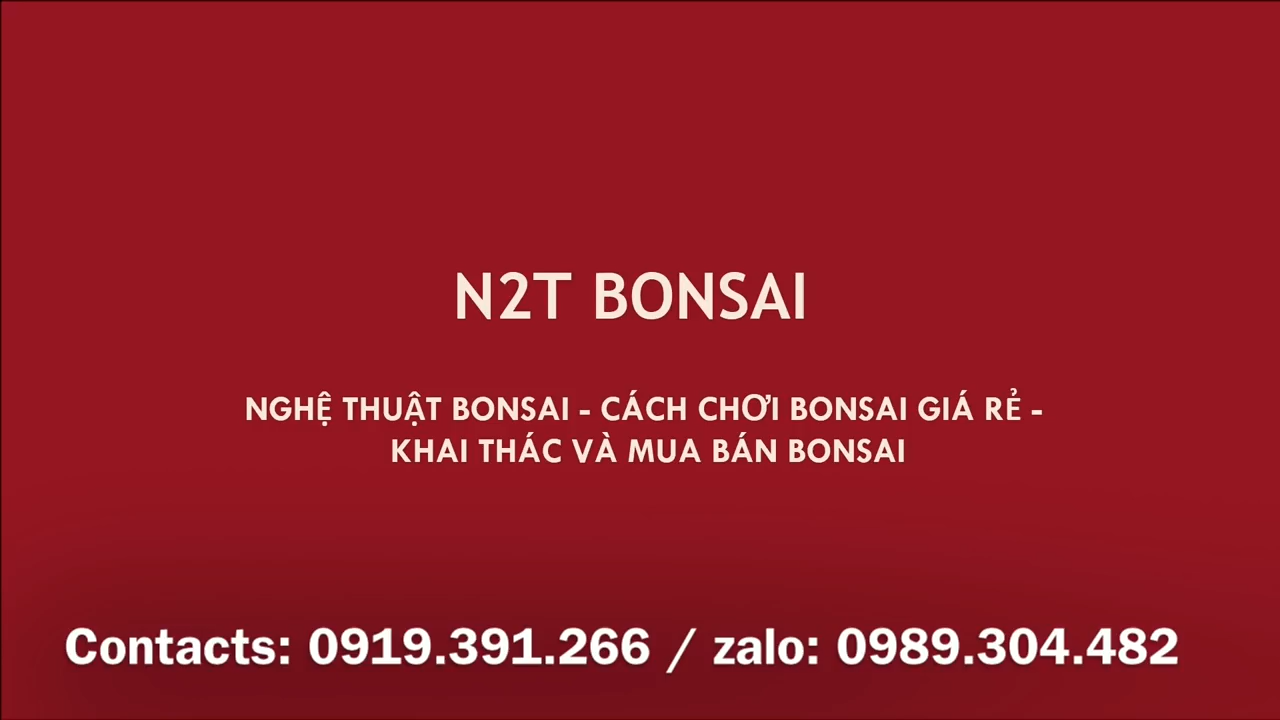 N2T BONSAI
NGHỆ THUẬT BONSAI - CÁCH CHƠI BONSAI GIÁ RẺ -
KHAI THÁC VÀ MUA BÁN BONSAI
Contacts: 0919.391.266 / zalo: 0989.304.482